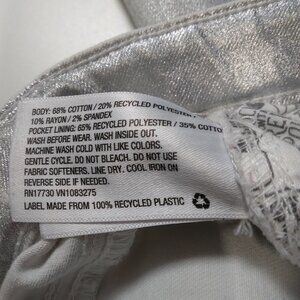 BODY: 68% COTTON / 20% RECYCLED POLYESTER /
10% RAYON / 2% SPANDEX
POCKET LINING: 65% RECYCLED POLYESTER / 35% COTTO
WASH BEFORE WEAR. WASH INSIDE OUT.
MACHINE WASH COLD WITH LIKE COLORS.
GENTLE CYCLE. DO NOT BLEACH. DO NOT USE
FABRIC SOFTENERS. LINE DRY. COOL IRON ON
REVERSE SIDE IF NEEDED.
RN17730 VN1083275
LABEL MADE FROM 100% RECYCLED PLASTIC